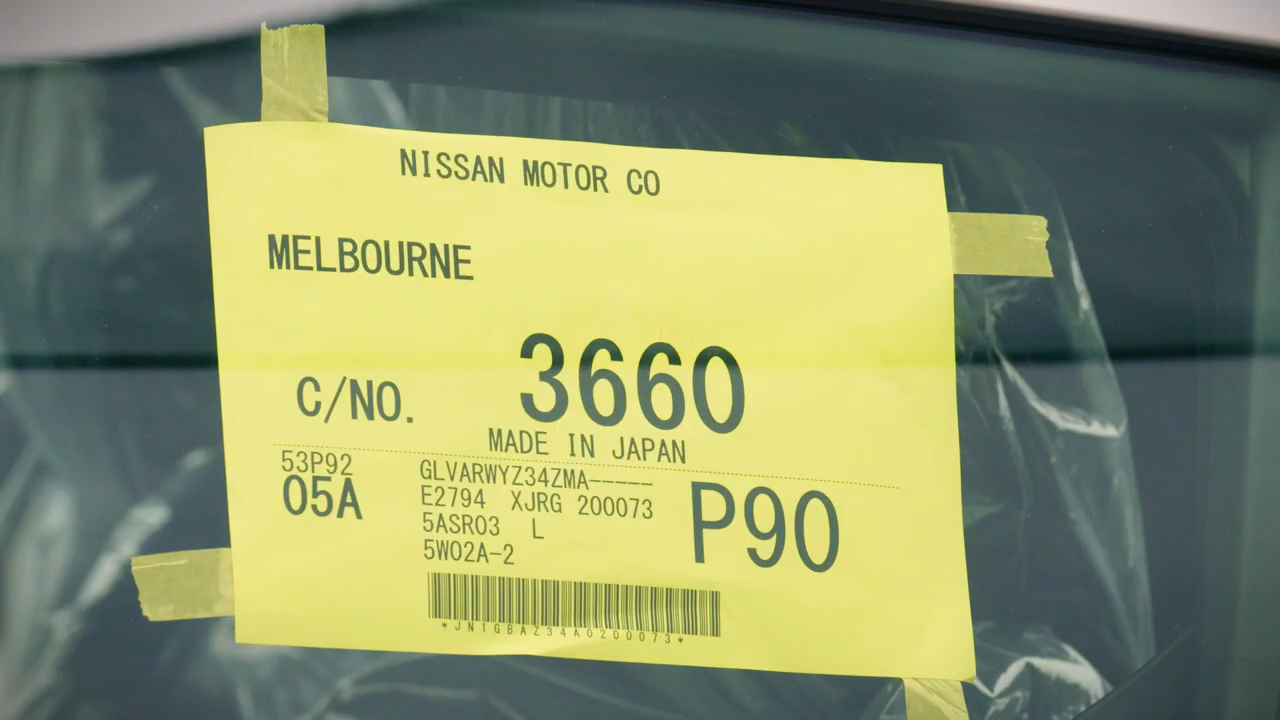 NISSAN MOTOR CO
MELBOURNE
C/NO. 3660
MADE IN JAPAN
53P92
05A
GLVARWYZ34ZMA-----
E2794 XJRG 200073
5ASR03 L
5W02A-2
P90
*JN1GBAZ34A0200073*